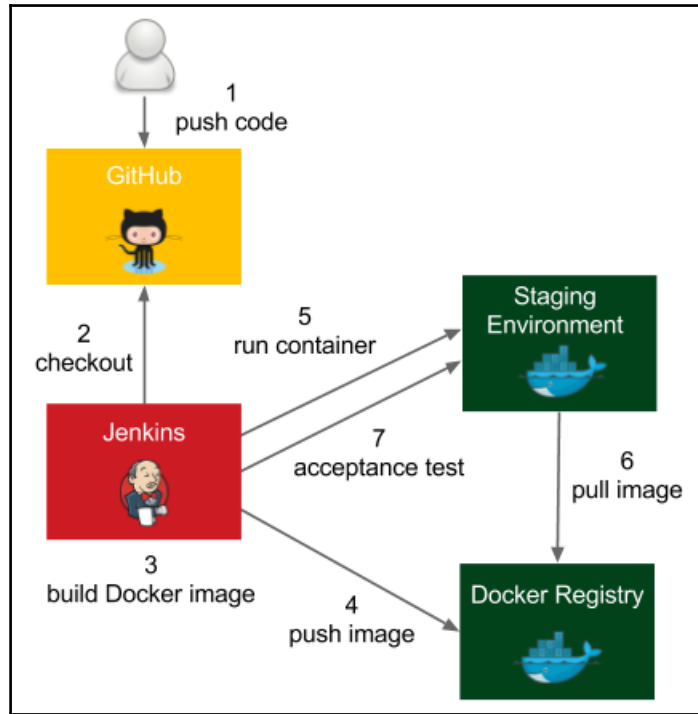 1
push code
GitHub
2
checkout
5
run container
Staging
Environment
Jenkins
7
acceptance test
6
pull image
3
build Docker image
4
push image
Docker Registry